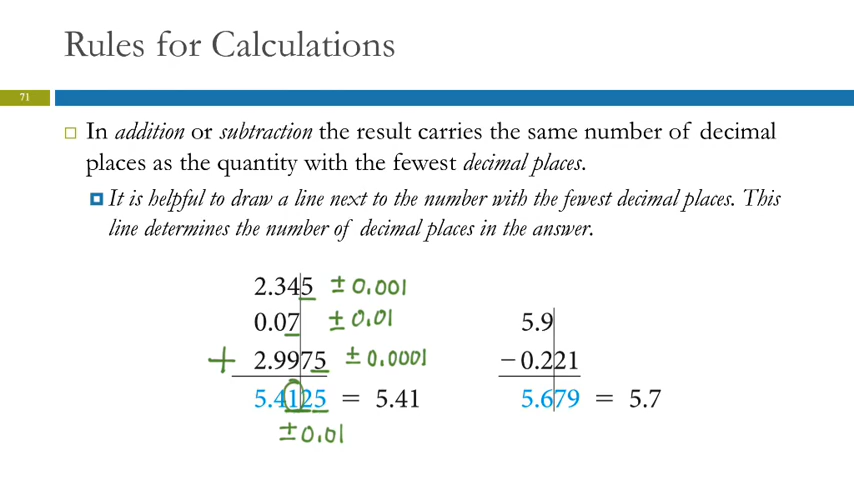 Rules for Calculations
71
In addition or subtraction the result carries the same number of decimal
places as the quantity with the fewest decimal places.
It is helpful to draw a line next to the number with the fewest decimal places. This
line determines the number of decimal places in the answer.
2.345 ±0.001
0.07 ±0.01
+ 2.9975 ±0.0001
5.4125 = 5.41
±0.01
5.9
−0.221
5.679 = 5.7